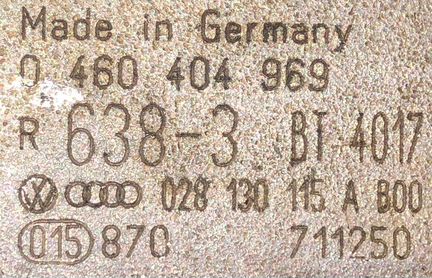 Made in Germany
0 460 404 969
R 638-3 BT 4017
028 130 115 A B00
015 870 711250